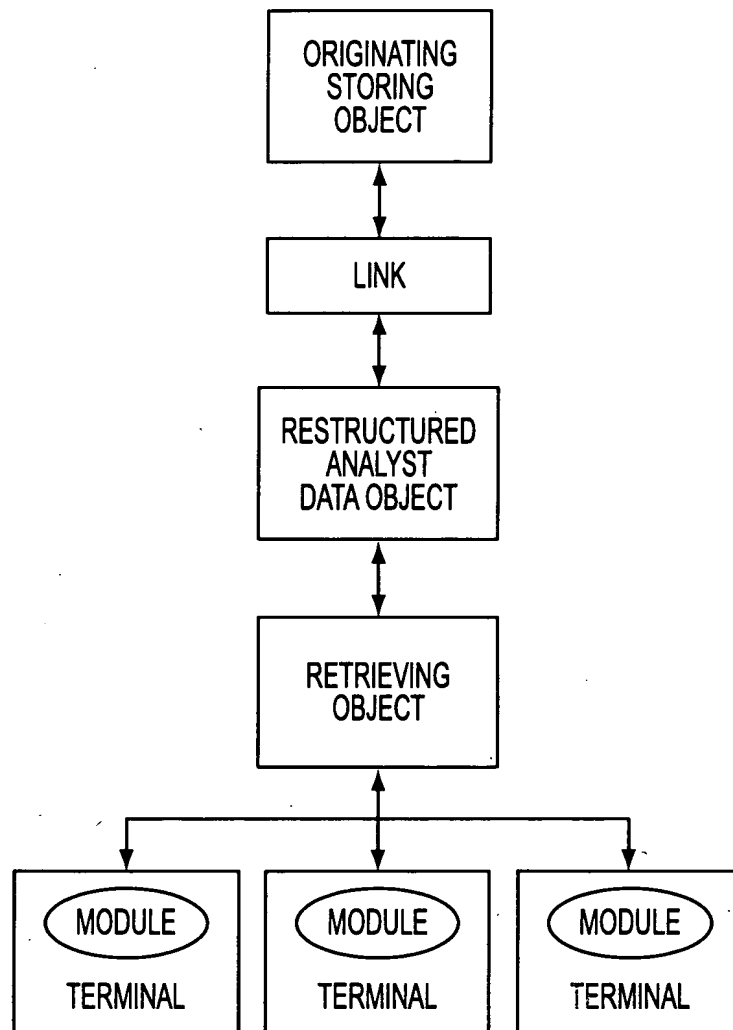 ORIGINATING
STORING
OBJECT
LINK
RESTRUCTURED
ANALYST
DATA OBJECT
RETRIEVING
OBJECT
MODULE
MODULE
MODULE
TERMINAL
TERMINAL
TERMINAL